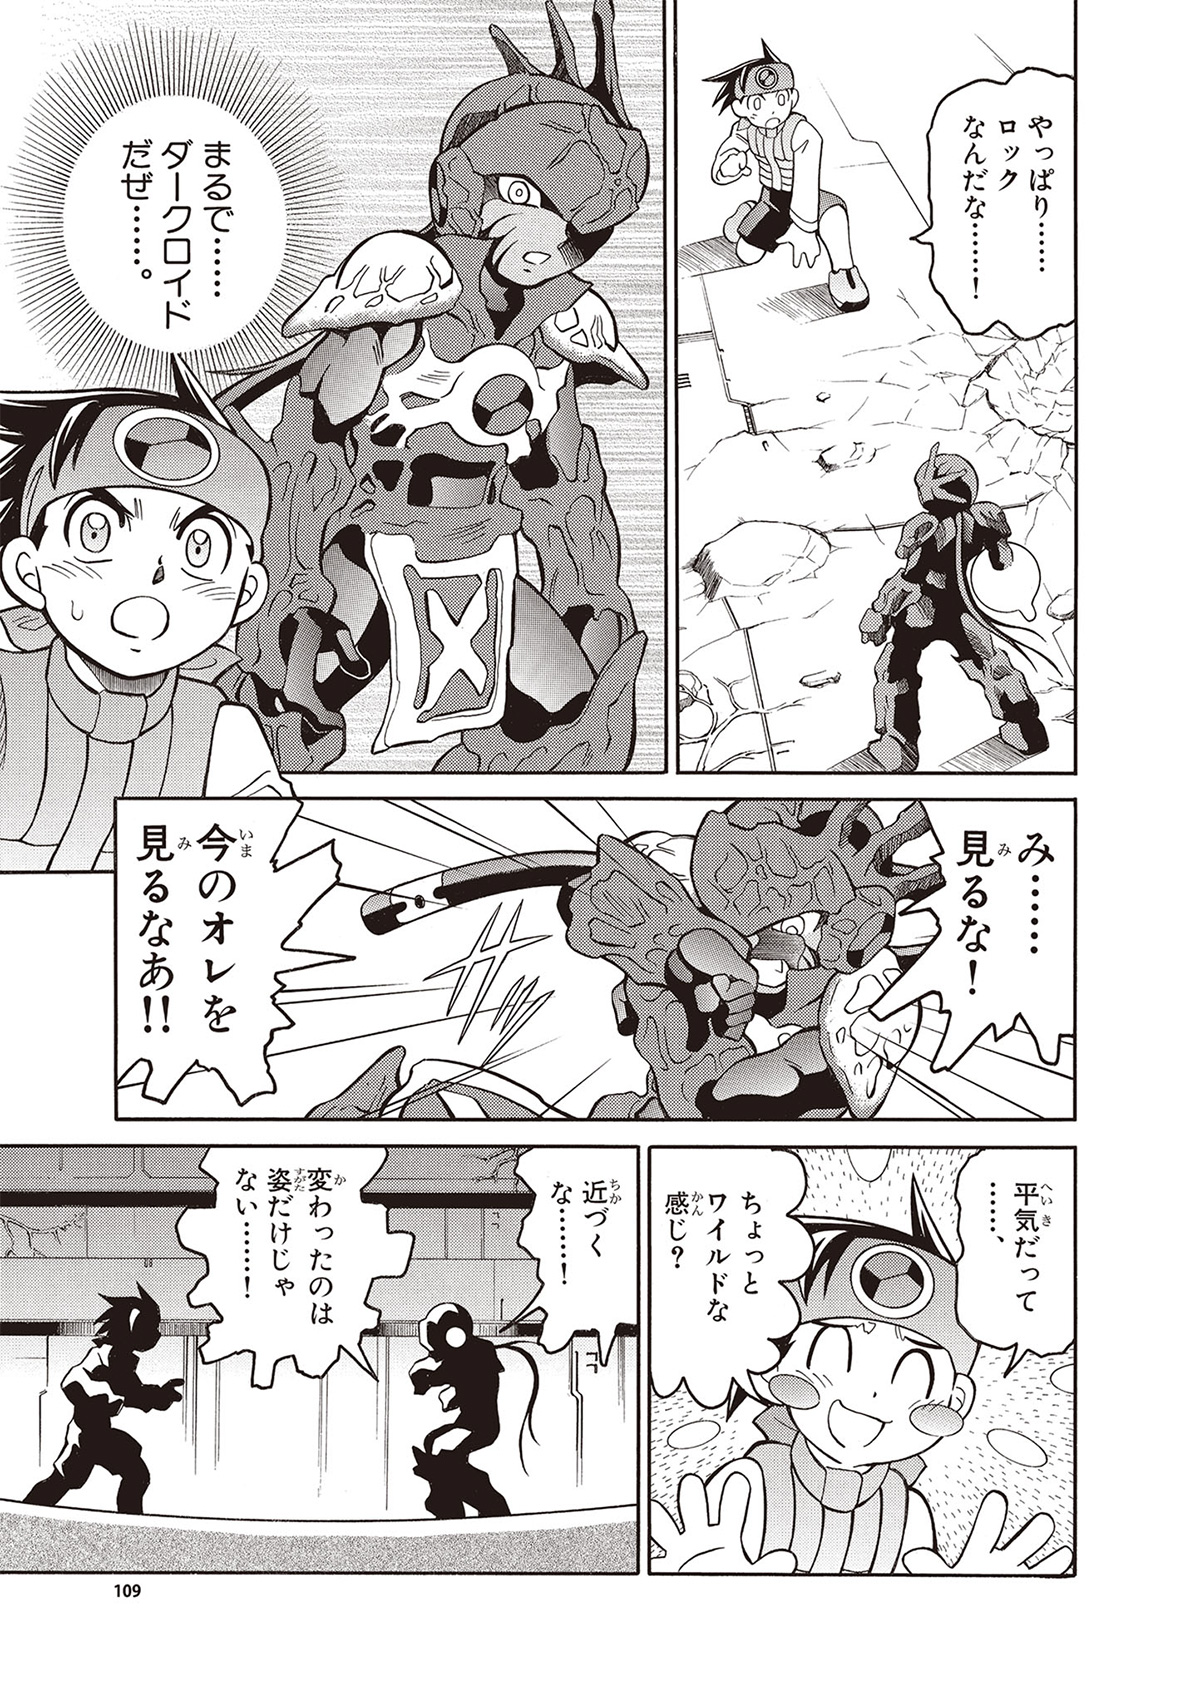 やっぱり……
ロック
なんだな……！
まるで……
ダークロイド
だぜ……。
み……
見るな！
今のオレを
見るなあ!!
平気だって
……、
ちょっと
ワイルドな
感じ？
近づく
な……！
変わったのは
姿だけじゃ
ない……！
109